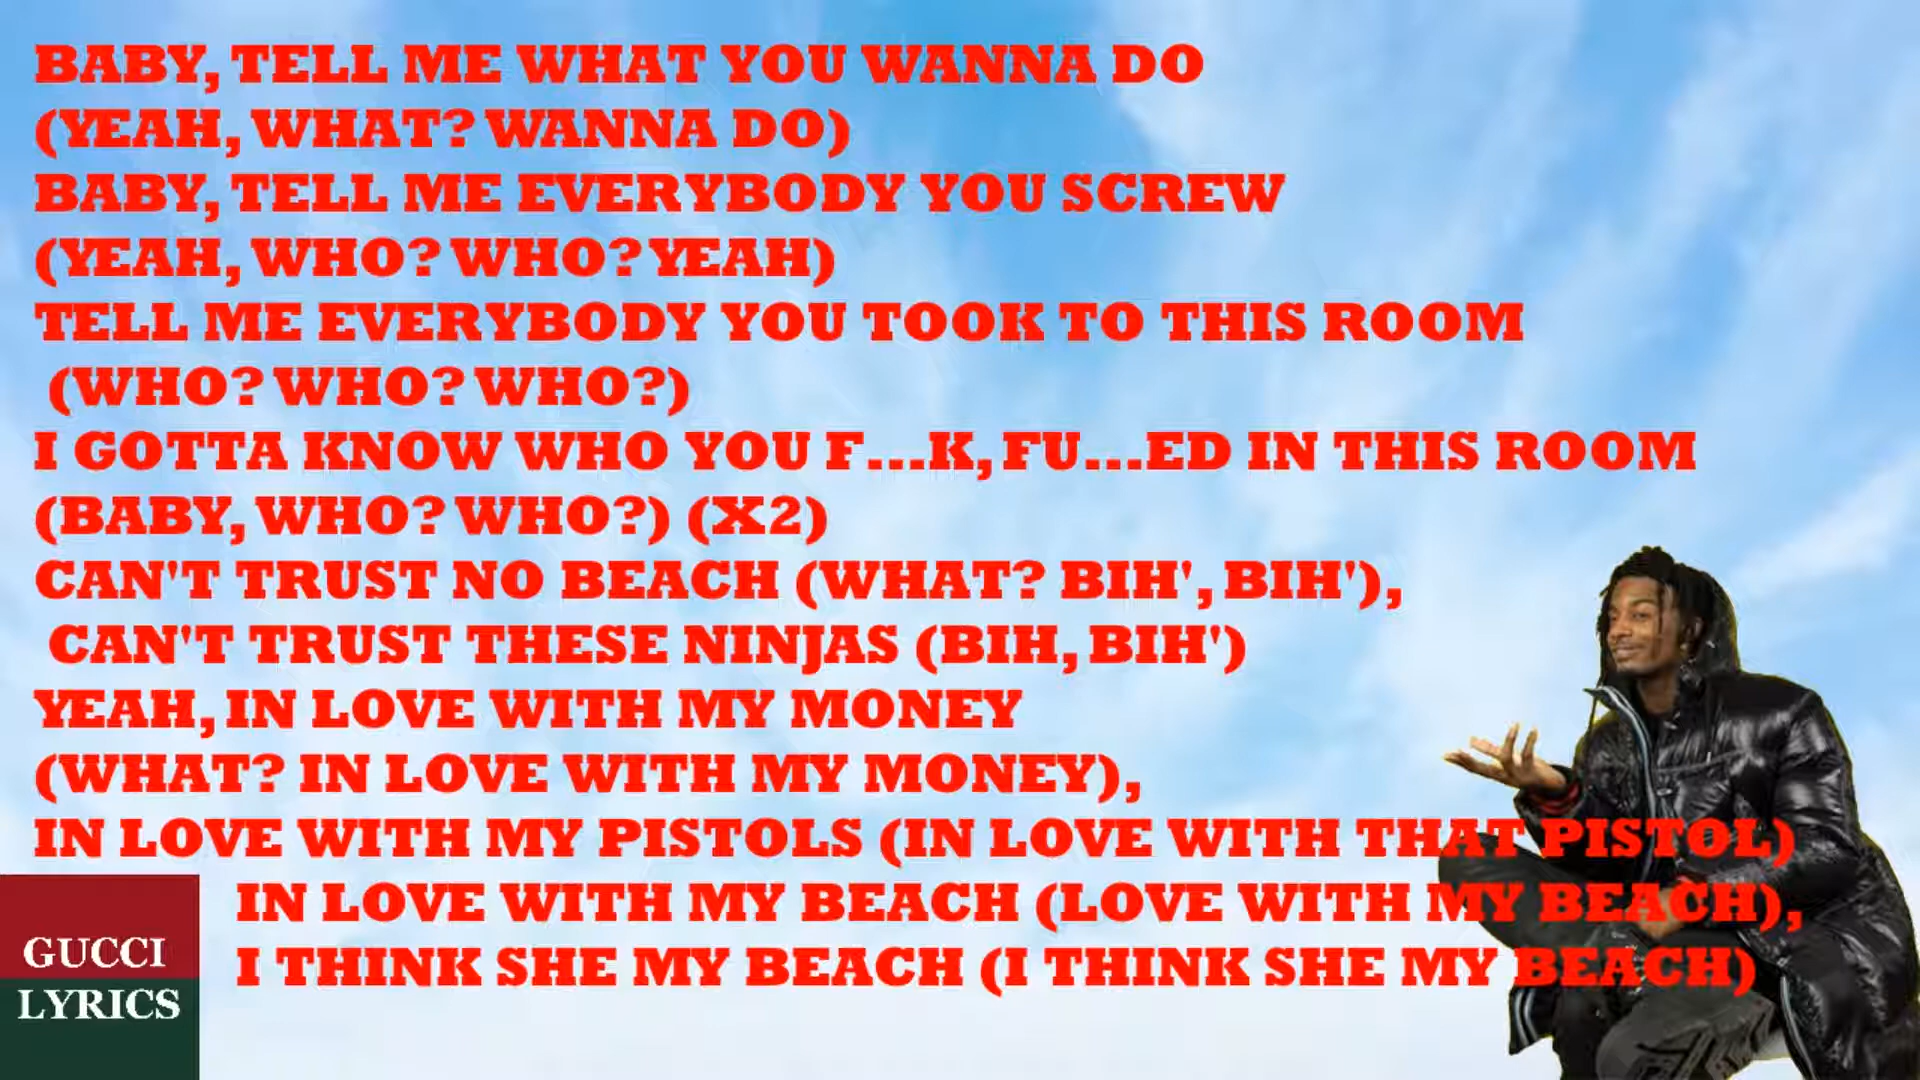 BABY, TELL ME WHAT YOU WANNA DO
(YEAH, WHAT? WANNA DO)
BABY, TELL ME EVERYBODY YOU SCREW
(YEAH, WHO? WHO? YEAH)
TELL ME EVERYBODY YOU TOOK TO THIS ROOM
(WHO? WHO? WHO?)
I GOTTA KNOW WHO YOU F...K, FU...ED IN THIS ROOM
(BABY, WHO? WHO?) (X2)
CAN'T TRUST NO BEACH (WHAT? BIH', BIH'),
CAN'T TRUST THESE NINJAS (BIH, BIH')
YEAH, IN LOVE WITH MY MONEY
(WHAT? IN LOVE WITH MY MONEY),
IN LOVE WITH MY PISTOLS (IN LOVE WITH THAT PISTOL)
IN LOVE WITH MY BEACH (LOVE WITH MY BEACH),
I THINK SHE MY BEACH (I THINK SHE MY BEACH)
GUCCI
LYRICS